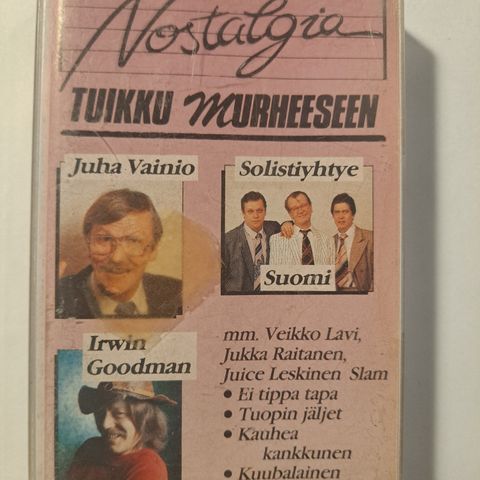 Nostalgia
TUIKKU MURHEESEEN
Juha Vainio
Solistiyhtye
Suomi
Irwin
Goodman
mm. Veikko Lavi,
Jukka Raitanen,
Juice Leskinen Slam
• Ei tippa tapa
• Tuopin jäljet
• Kauhea
kankkunen
• Kuubalainen